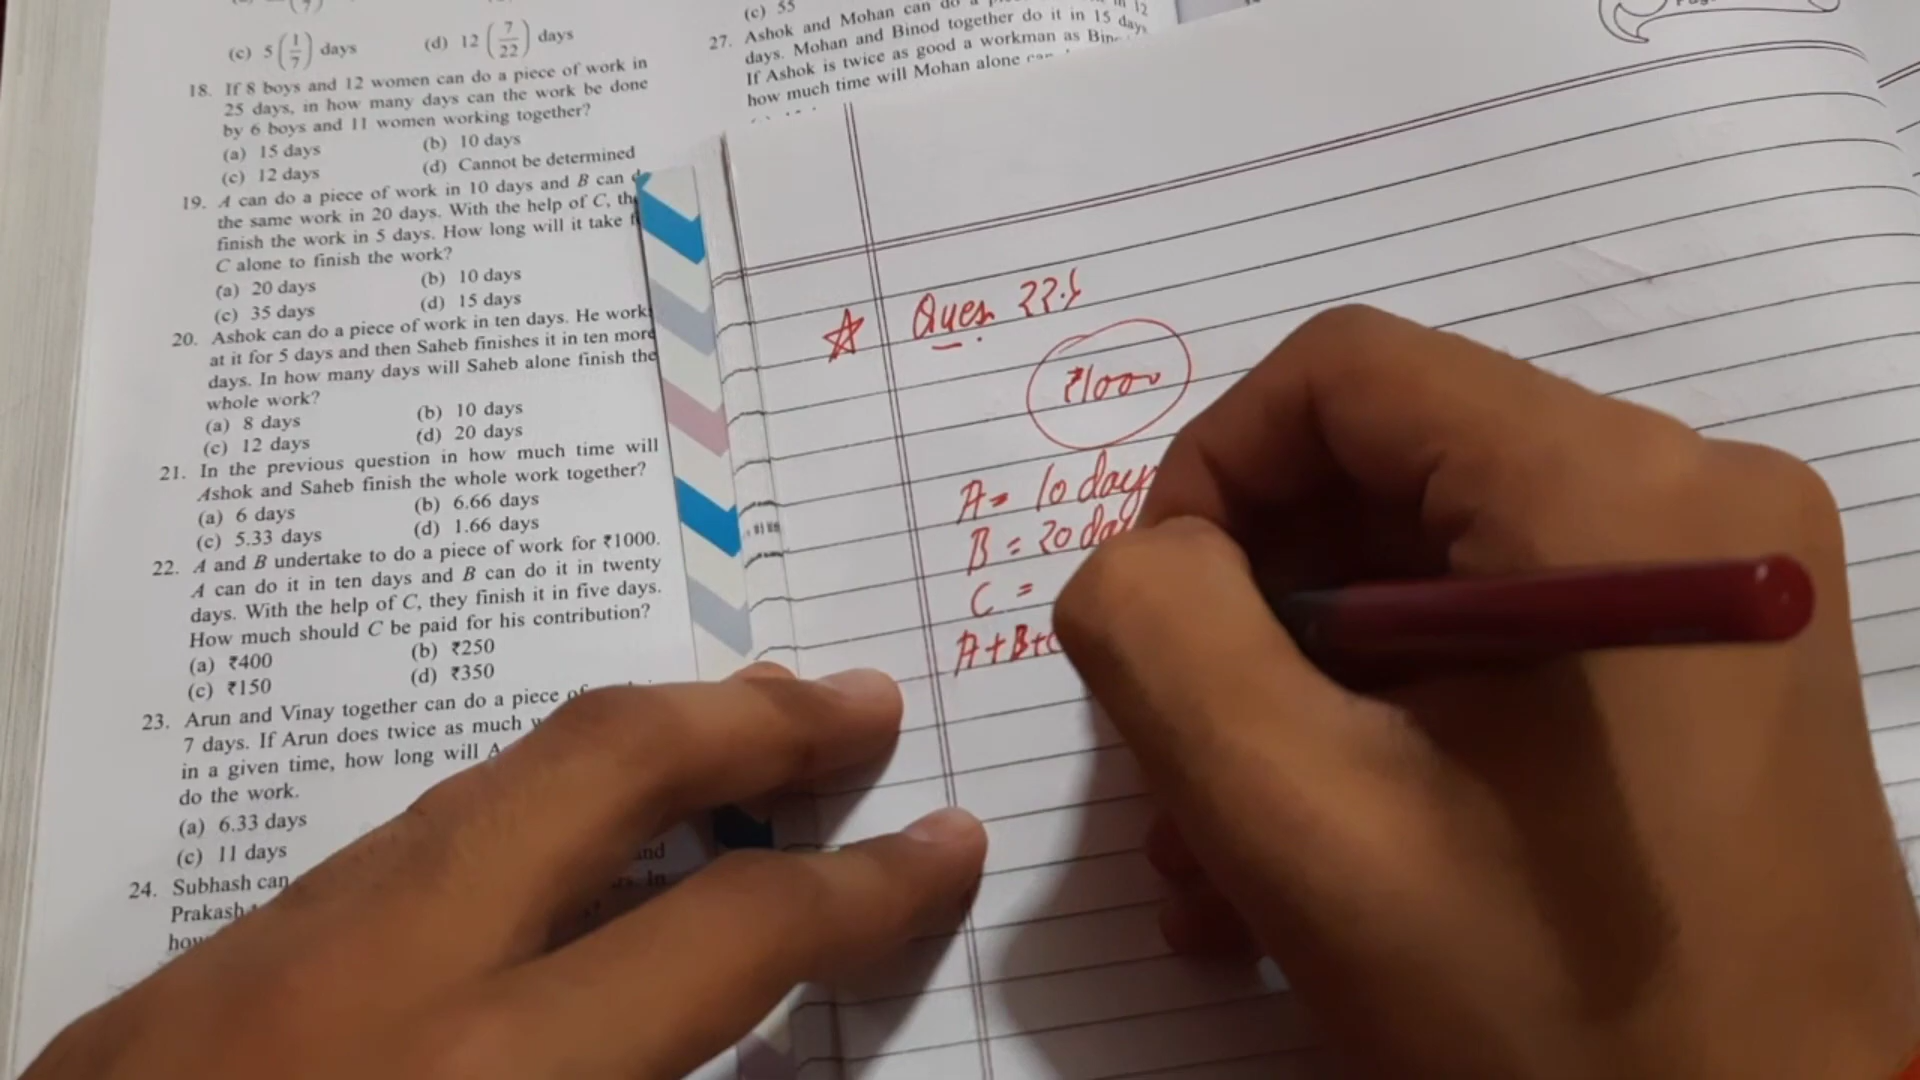 (c) 5 (1/7) days (d) 12 (7/22) days
18. If 8 boys and 12 women can do a piece of work in
25 days, in how many days can the work be done
by 6 boys and 11 women working together?
(a) 15 days (b) 10 days
(c) 12 days (d) Cannot be determined
19. A can do a piece of work in 10 days and B can
the same work in 20 days. With the help of C,
finish the work in 5 days. How long will it take
C alone to finish the work?
(a) 20 days (b) 10 days
(c) 35 days (d) 15 days
20. Ashok can do a piece of work in ten days. He works
at it for 5 days and then Saheb finishes it in ten more
days. In how many days will Saheb alone finish the
whole work?
(a) 8 days (b) 10 days
(c) 12 days (d) 20 days
21. In the previous question in how much time will
Ashok and Saheb finish the whole work together?
(a) 6 days (b) 6.66 days
(c) 5.33 days (d) 1.66 days
22. A and B undertake to do a piece of work for ₹1000.
A can do it in ten days and B can do it in twenty
days. With the help of C, they finish it in five days.
How much should C be paid for his contribution?
(a) ₹400 (b) ₹250
(c) ₹150 (d) ₹350
23. Arun and Vinay together can do a piece
7 days. If Arun does twice as much
in a given time, how long will
do the work.
(a) 6.33 days
(c) 11 days
24. Subhash can
Prakash
(c) 55
27. Ashok and Mohan can do a in 12
days. Mohan and Binod together do it in 15 days
If Ashok is twice as good a workman as
how much time will Mohan alone
Ques 22.
₹1000
A = 10 days
B = 20
C =
A+B+C